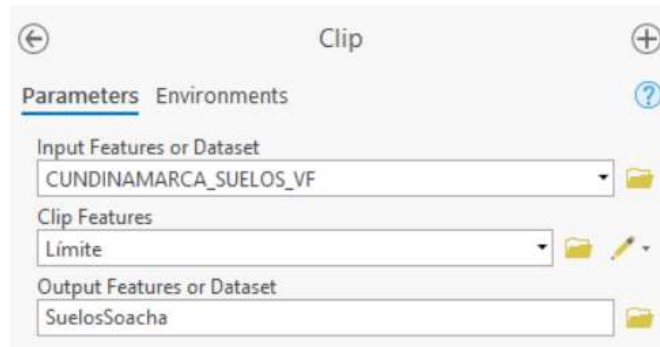 Clip
Parameters Environments
Input Features or Dataset
CUNDINAMARCA_SUELOS_VF
Clip Features
Límite
Output Features or Dataset
SuelosSoacha